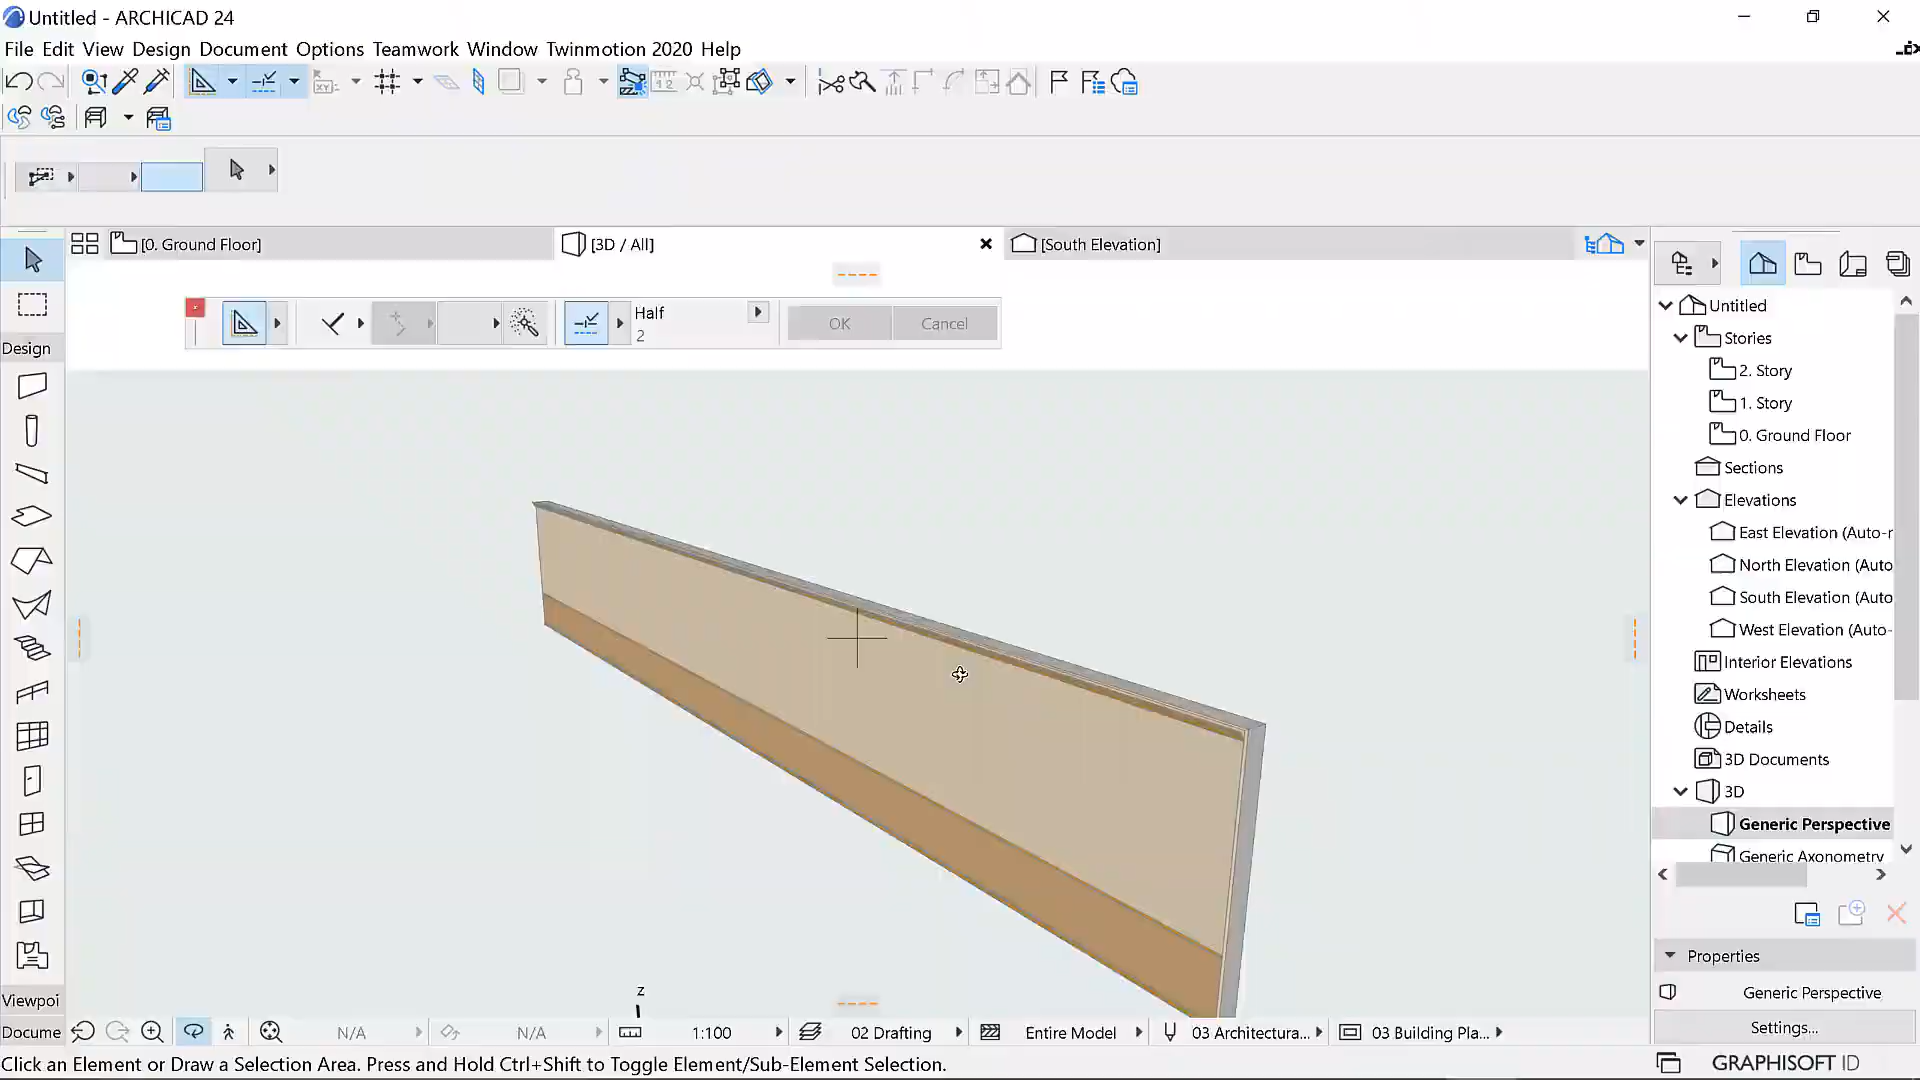 Untitled - ARCHICAD 24
File Edit View Design Document Options Teamwork Window Twinmotion 2020 Help
[0. Ground Floor]
[3D / All]
[South Elevation]
Half
2
OK
Cancel
Design
Viewpoi
Docume
z
Untitled
Stories
2. Story
1. Story
0. Ground Floor
Sections
Elevations
East Elevation (Auto-r
North Elevation (Auto
South Elevation (Auto
West Elevation (Auto-
Interior Elevations
Worksheets
Details
3D Documents
3D
Generic Perspective
Generic Axonometry
Properties
Generic Perspective
Settings...
N/A
N/A
1:100
02 Drafting
Entire Model
03 Architectura...
03 Building Pla...
Click an Element or Draw a Selection Area. Press and Hold Ctrl+Shift to Toggle Element/Sub-Element Selection.
GRAPHISOFT ID